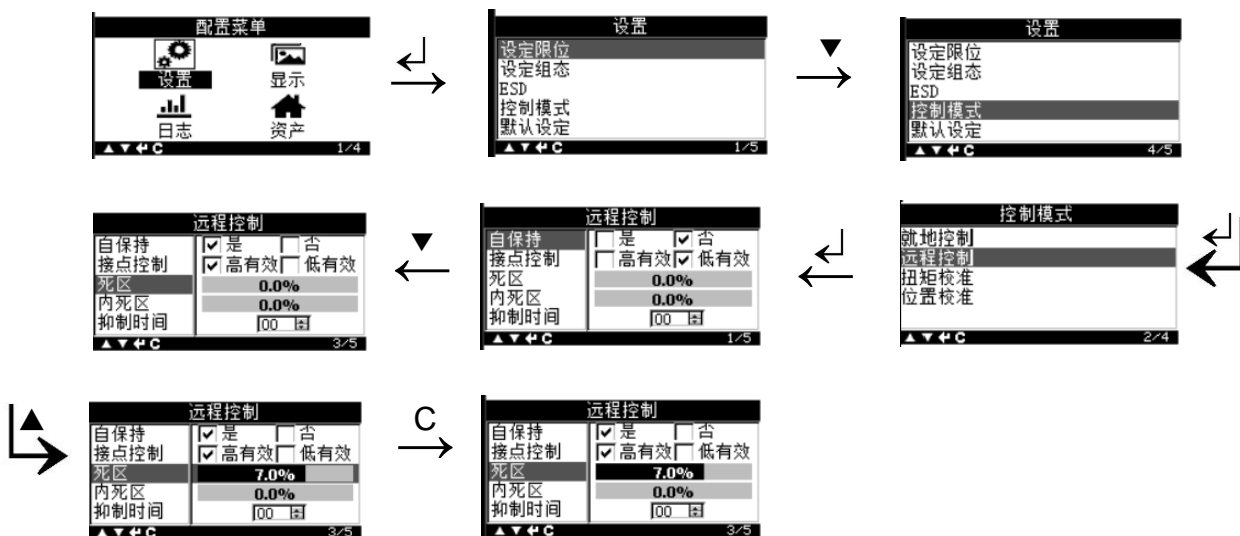 配置菜单
设置
显示
日志
资产
▲ ▼ ↵ C 1/4
↵
设置
设定限位
设定组态
ESD
控制模式
默认设定
▲ ▼ ↵ C 1/5
▼
设置
设定限位
设定组态
ESD
控制模式
默认设定
▲ ▼ ↵ C 4/5
↵
控制模式
就地控制
远程控制
扭矩校准
位置校准
▲ ▼ ↵ C 2/4
↵
远程控制
自保持 是 否
接点控制 高有效 低有效
死区 0.0%
内死区 0.0%
抑制时间 00
▲ ▼ ↵ C 1/5
▼
远程控制
自保持 是 否
接点控制 高有效 低有效
死区 0.0%
内死区 0.0%
抑制时间 00
▲ ▼ ↵ C 3/5
▲
远程控制
自保持 是 否
接点控制 高有效 低有效
死区 7.0%
内死区 0.0%
抑制时间 00
▲ ▼ ↵ C 3/5
C
远程控制
自保持 是 否
接点控制 高有效 低有效
死区 7.0%
内死区 0.0%
抑制时间 00
▲ ▼ ↵ C 3/5